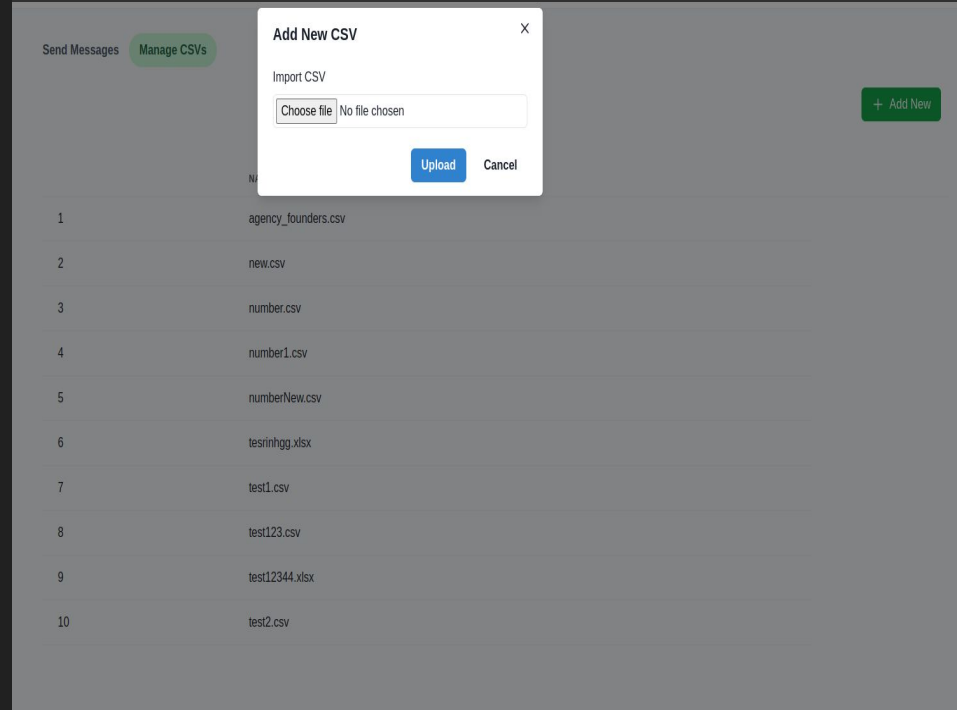 Add New CSV
X
Send Messages Manage CSVs
Import CSV
Choose file No file chosen
+ Add New
Upload Cancel
1 agency_founders.csv
2 new.csv
3 number.csv
4 number1.csv
5 numberNew.csv
6 tesrinhgg.xlsx
7 test1.csv
8 test123.csv
9 test12344.xlsx
10 test2.csv